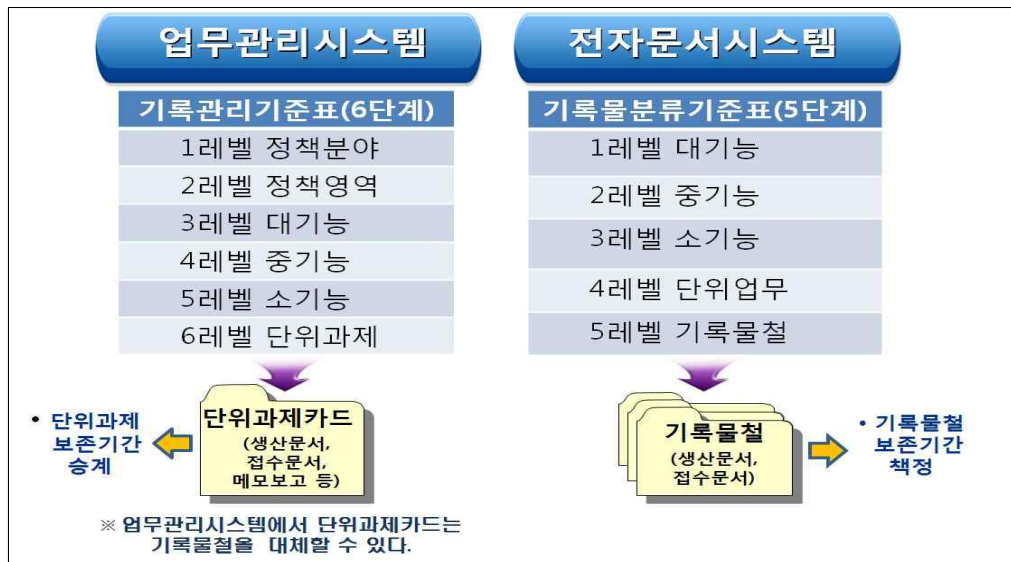 업무관리시스템
기록관리기준표(6단계)
1레벨 정책분야
2레벨 정책영역
3레벨 대기능
4레벨 중기능
5레벨 소기능
6레벨 단위과제
• 단위과제
보존기간
승계
단위과제카드
(생산문서,
접수문서,
메모보고 등)
※ 업무관리시스템에서 단위과제카드는
기록물철을 대체할 수 있다.
전자문서시스템
기록물분류기준표(5단계)
1레벨 대기능
2레벨 중기능
3레벨 소기능
4레벨 단위업무
5레벨 기록물철
기록물철
(생산문서,
접수문서)
• 기록물철
보존기간
책정